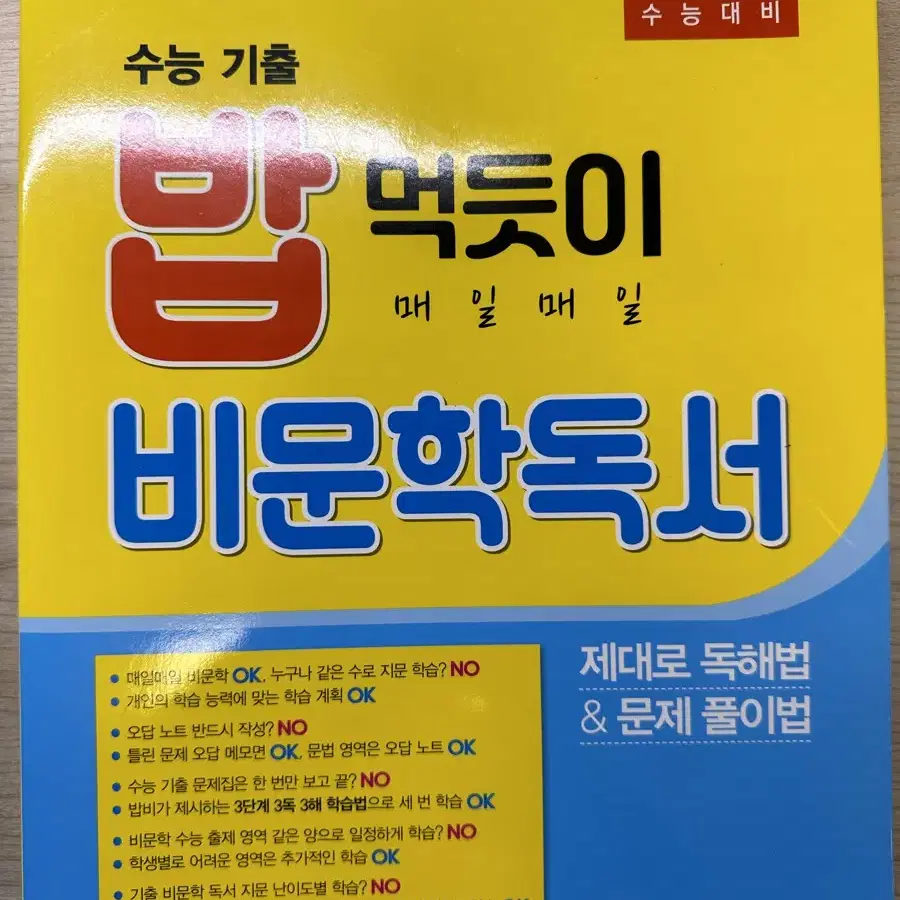 수능대비
수능 기출
밥 먹듯이
매일매일
비문학독서
제대로 독해법
& 문제 풀이법
• 매일매일 비문학 OK, 누구나 같은 수로 지문 학습? NO
• 개인의 학습 능력에 맞는 학습 계획 OK
• 오답 노트 반드시 작성? NO
• 틀린 문제 오답 메모면 OK, 문법 영역은 오답 노트 OK
• 수능 기출 문제집은 한 번만 보고 끝? NO
• 밥비가 제시하는 3단계 3독 3해 학습법으로 세 번 학습 OK
• 비문학 수능 출제 영역 같은 양으로 일정하게 학습? NO
• 학생별로 어려운 영역은 추가적인 학습 OK
• 기출 비문학 독서 지문 난이도별 학습? NO